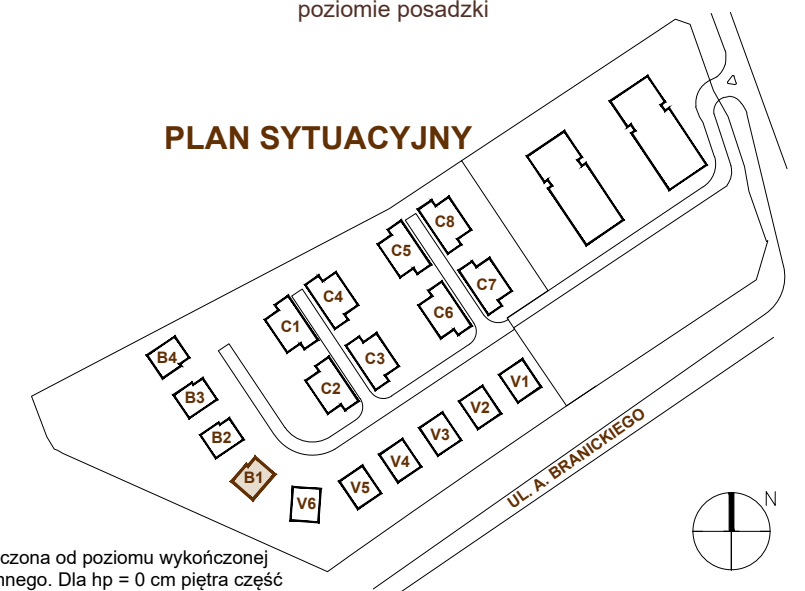 poziomie posadzki
PLAN SYTUACYJNY
C8
C5
C7
C4
C6
C1
C3
B4
C2
V1
B3
V2
B2
V3
V4
B1
V5
V6
UL. A. BRANICKIEGO
N
czona od poziomu wykończonej
nnego. Dla hp = 0 cm piętra część